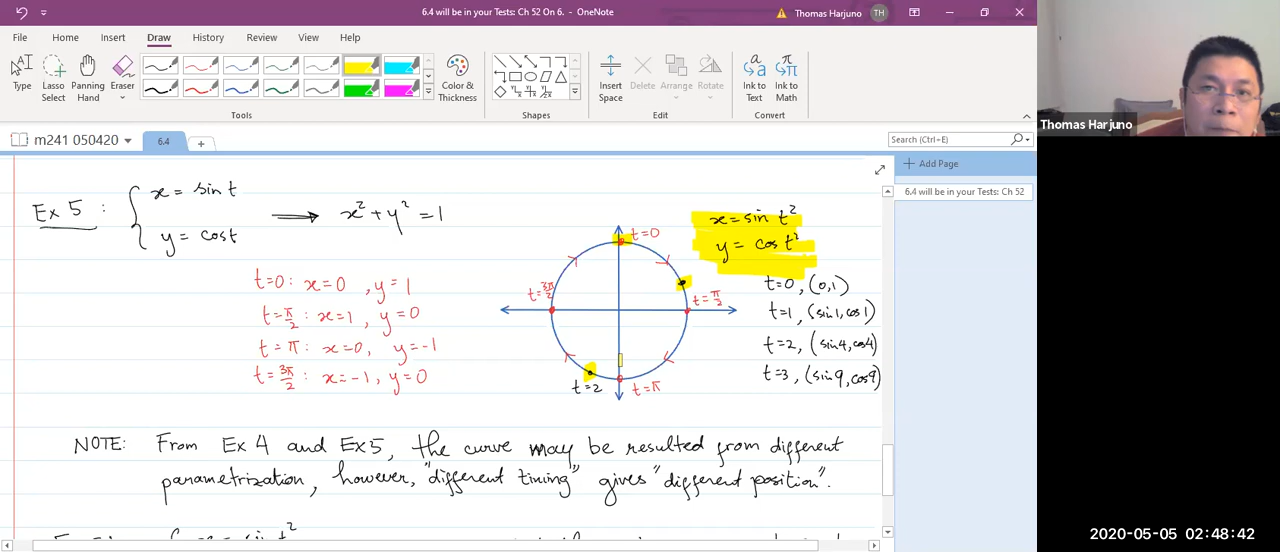 6.4 will be in your Tests: Ch 52 On 6. - OneNote
Thomas Harjuno
TH
File Home Insert Draw History Review View Help
Type
Lasso Select
Panning Hand
Eraser
Color & Thickness
Insert Space
Delete
Arrange
Rotate
Ink to Text
Ink to Math
Tools
Shapes
Edit
Convert
m241 050420
6.4
Search (Ctrl+E)
Add Page
6.4 will be in your Tests: Ch 52
Thomas Harjuno
Ex 5 : x = sin t
y = cos t
→ x² + y² = 1
t=0: x=0 , y=1
t=π/2: x=1 , y=0
t=π: x=0, y=-1
t=3π/2: x=-1, y=0
t=0
t=π/2
t=π
t=3π/2
t=2
x = sin t²
y = cos t²
t=0, (0,1)
t=1, (sin1, cos1)
t=2, (sin4, cos4)
t=3, (sin9, cos9)
NOTE: From Ex 4 and Ex5, the curve may be resulted from different
parametrization, however, "different timing" gives "different position".
2020-05-05 02:48:42